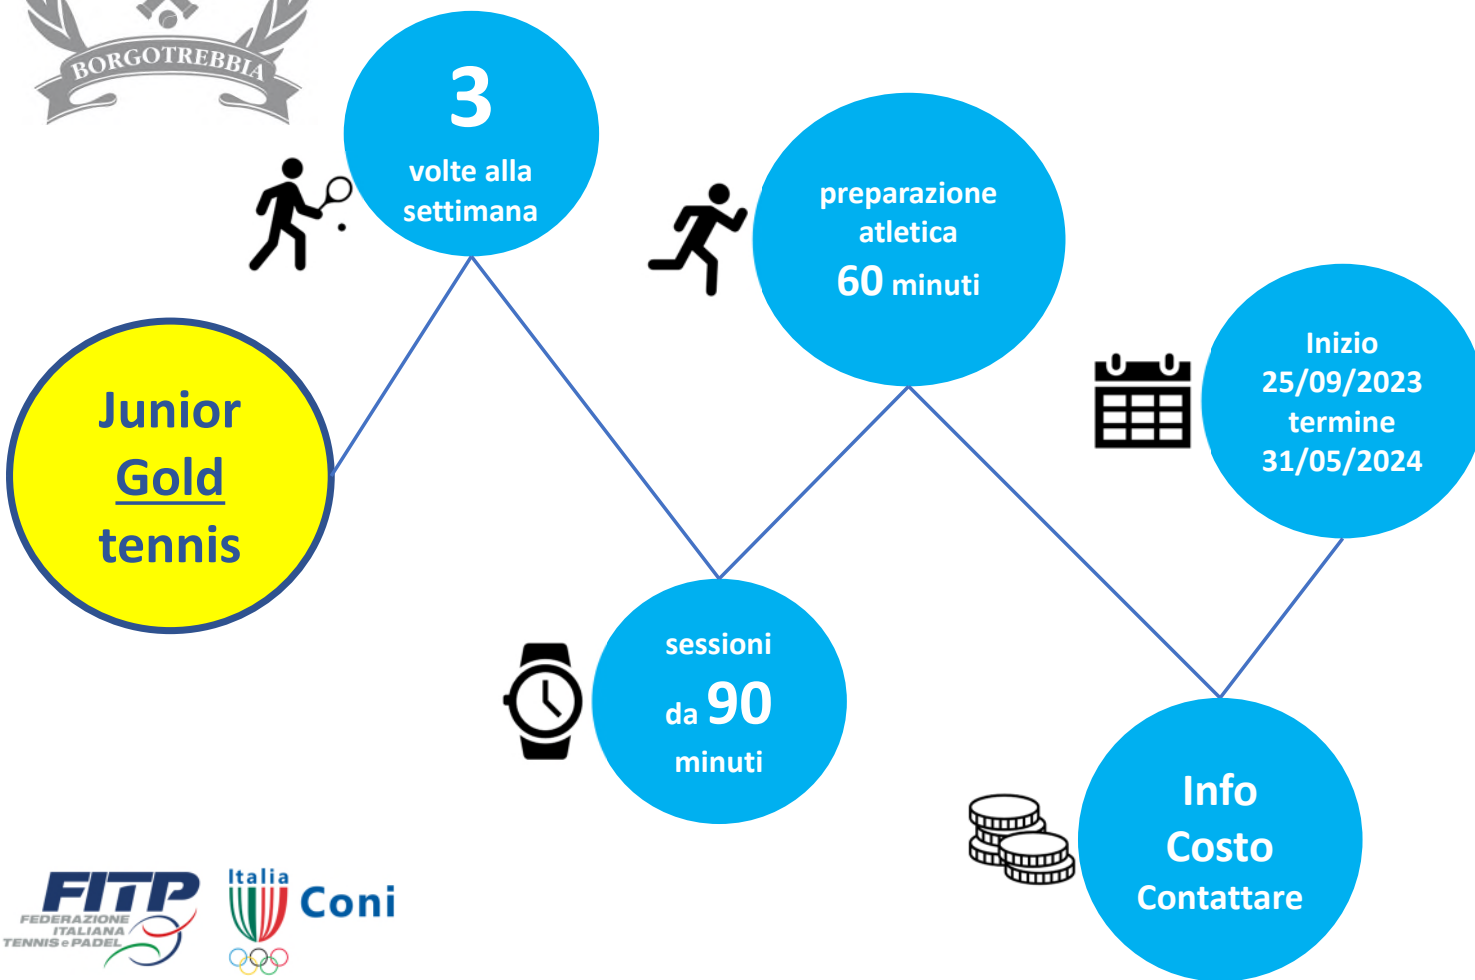 BORGOTREBBIA
3
volte alla
settimana
preparazione
atletica
60 minuti
Inizio
25/09/2023
termine
31/05/2024
Junior
Gold
tennis
sessioni
da 90
minuti
Info
Costo
Contattare
FITP
FEDERAZIONE
ITALIANA
TENNIS e PADEL
Italia
Coni